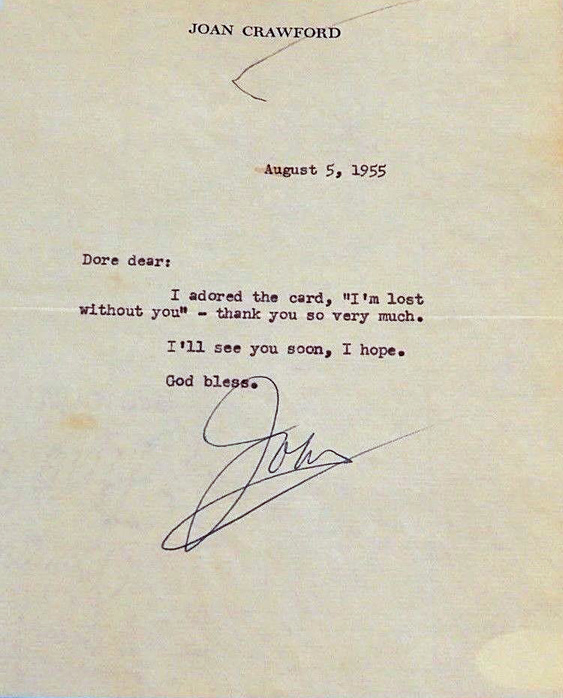 JOAN CRAWFORD
August 5, 1955
Dore dear:
I adored the card, "I'm lost
without you" - thank you so very much.
I'll see you soon, I hope.
God bless.
Joan